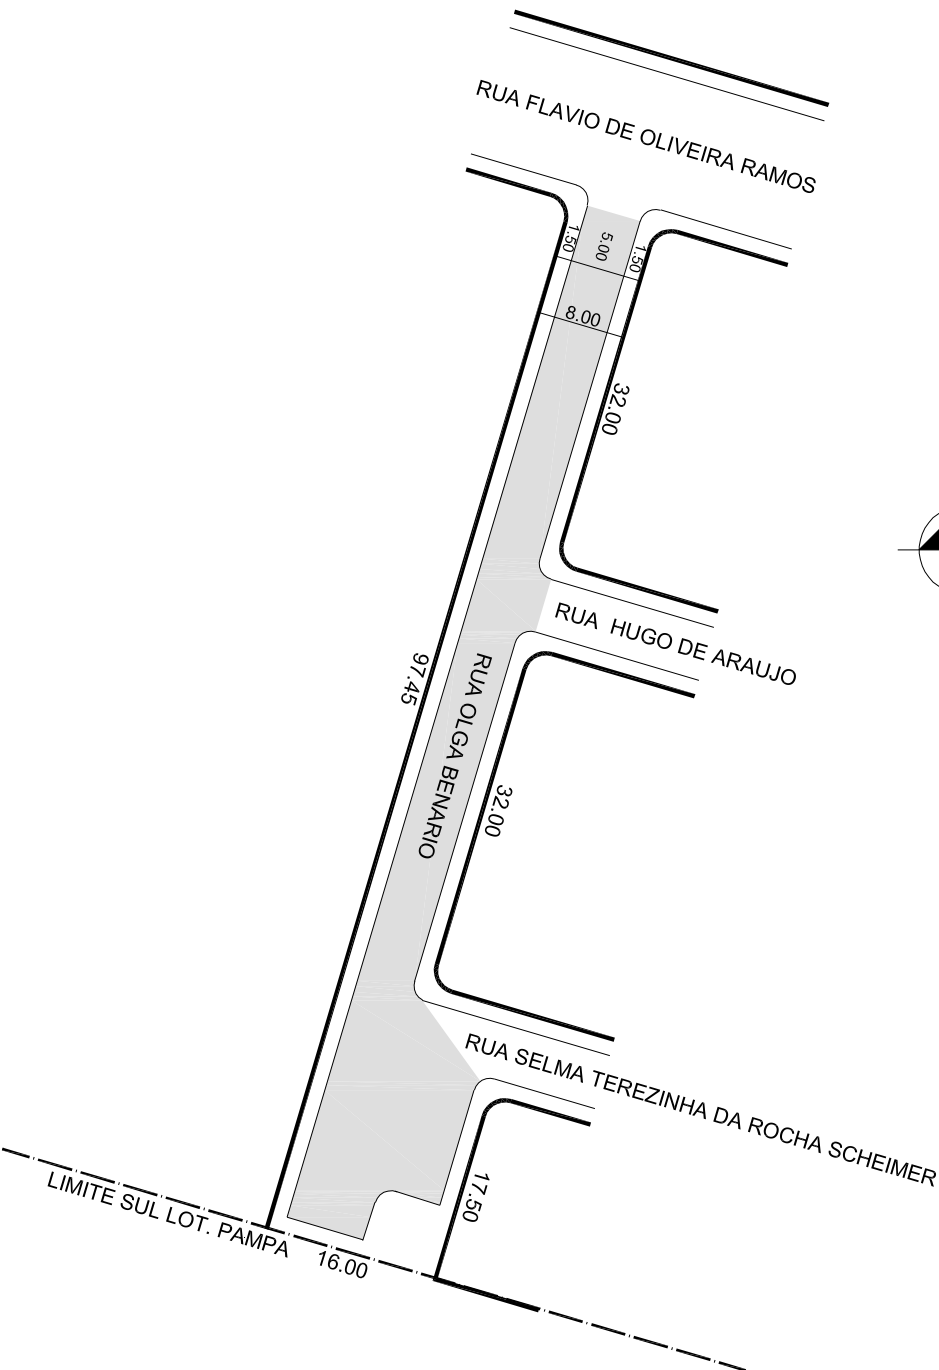 RUA FLAVIO DE OLIVEIRA RAMOS
1.50
5.00
1.50
8.00
32.00
RUA HUGO DE ARAUJO
97.45
RUA OLGA BENARIO
32.00
RUA SELMA TEREZINHA DA ROCHA SCHEIMER
17.50
LIMITE SUL LOT. PAMPA
16.00